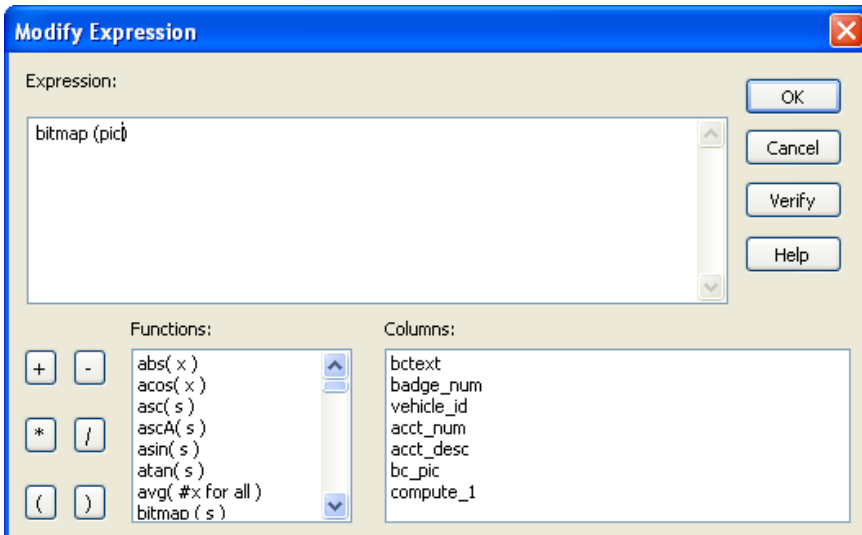 Modify Expression
Expression:
bitmap (pic)
OK
Cancel
Verify
Help
Functions:
Columns:
+ -
* /
( )
abs( x )
acos( x )
asc( s )
ascA( s )
asin( s )
atan( s )
avg( #x for all )
bitmap ( s )
bctext
badge_num
vehicle_id
acct_num
acct_desc
bc_pic
compute_1